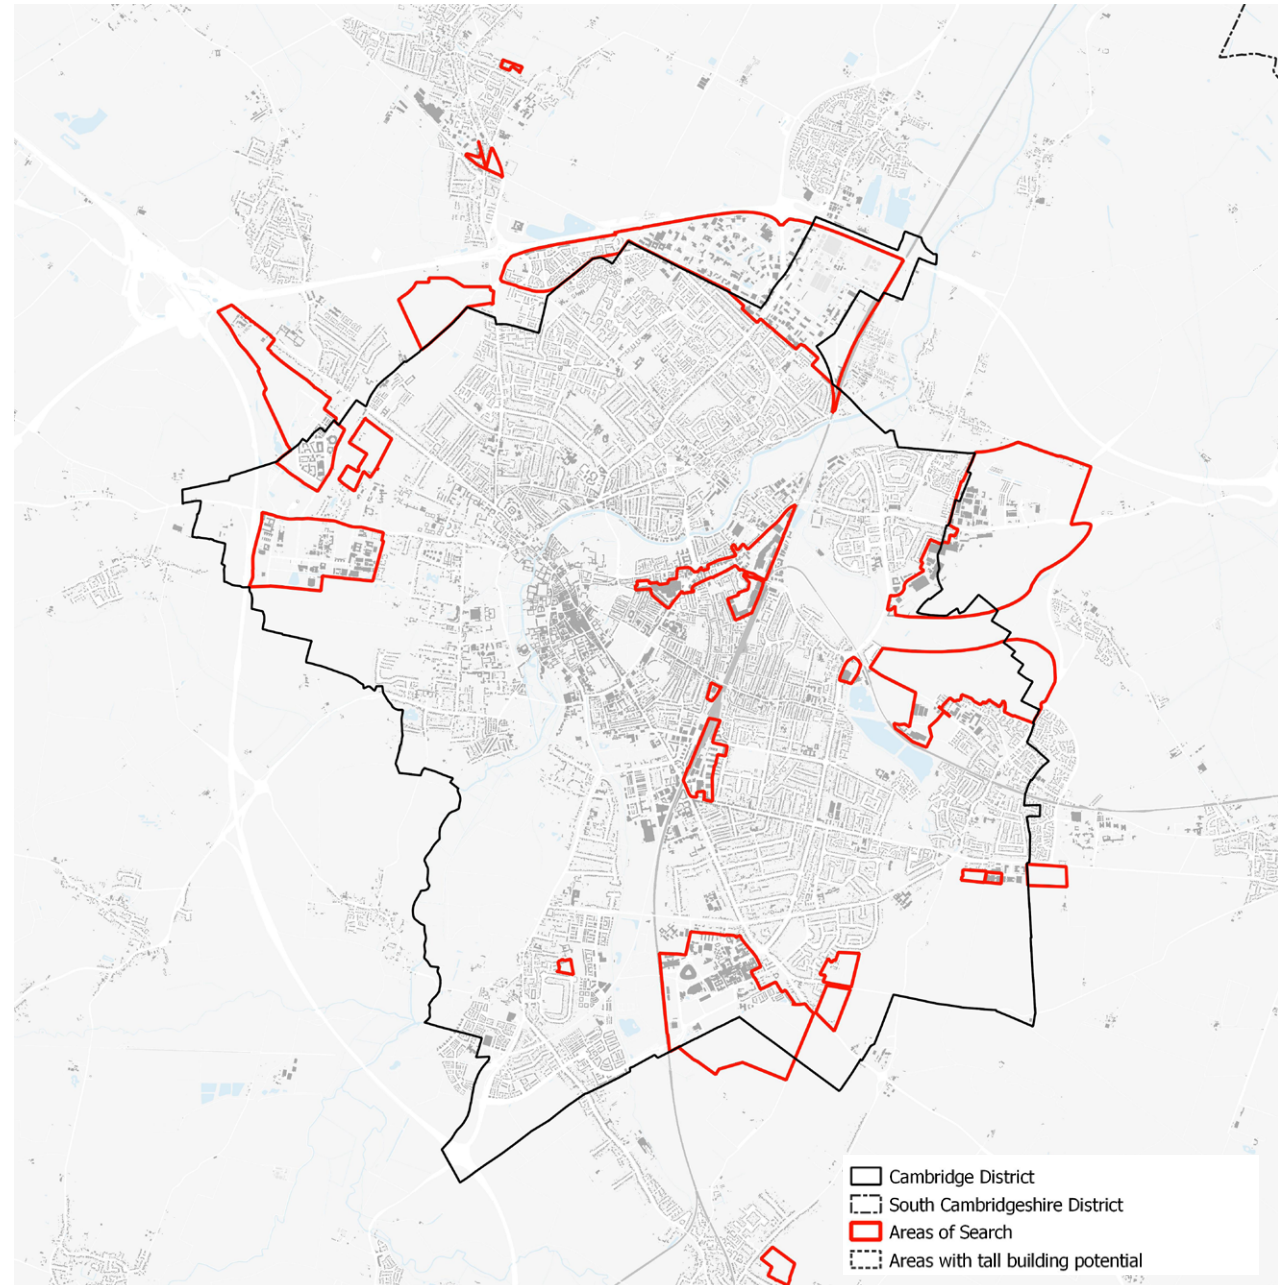 Cambridge District
South Cambridgeshire District
Areas of Search
Areas with tall building potential